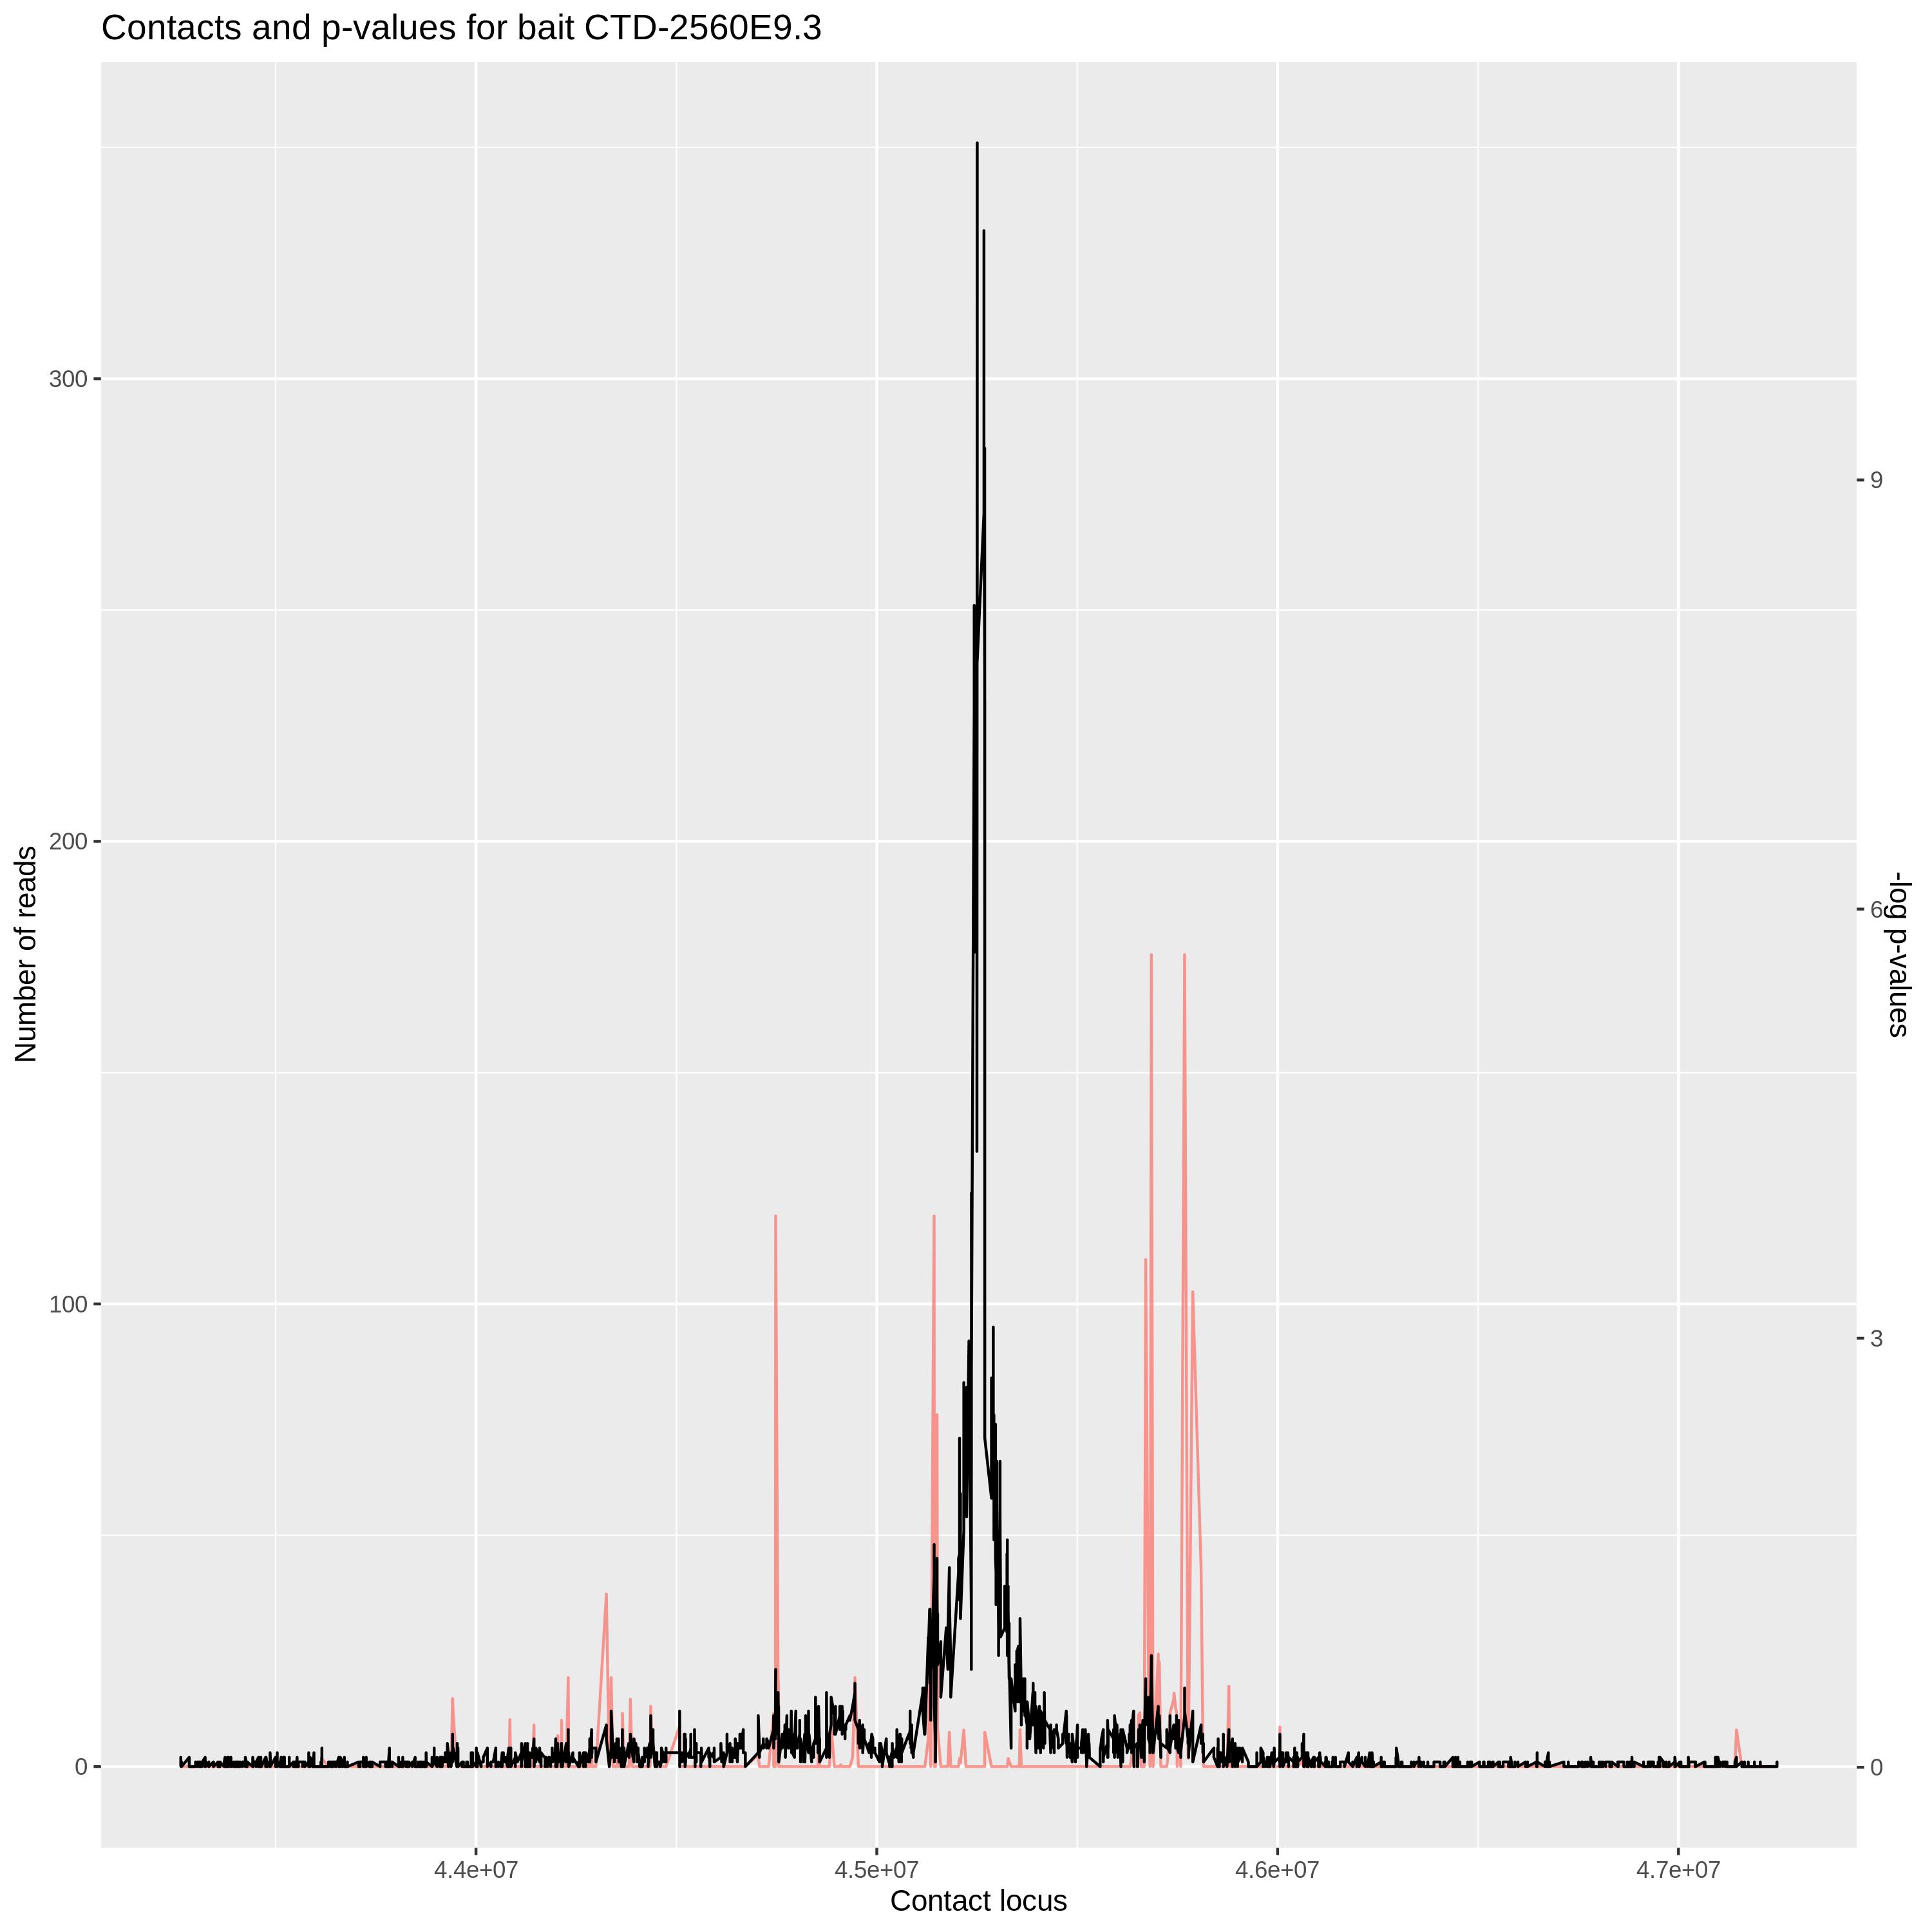 Contacts and p-values for bait CTD-2560E9.3
Number of reads
300
200
100
0
9
6
3
0
-log p-values
4.4e+07
4.5e+07
4.6e+07
4.7e+07
Contact locus